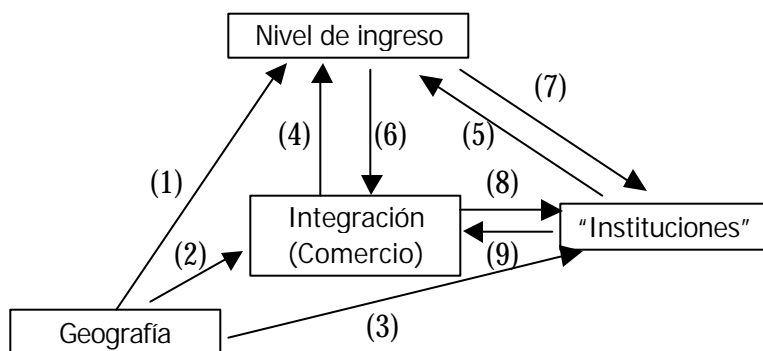 Nivel de ingreso
(7)
(4)
(6)
(5)
(1)
(8)
Integración
(Comercio)
“Instituciones”
(2)
(9)
(3)
Geografía